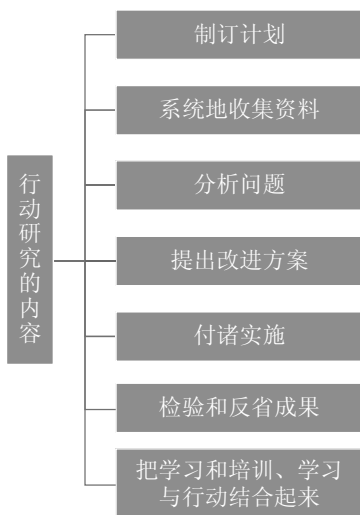 行动研究的内容
制订计划
系统地收集资料
分析问题
提出改进方案
付诸实施
检验和反省成果
把学习和培训、学习
与行动结合起来